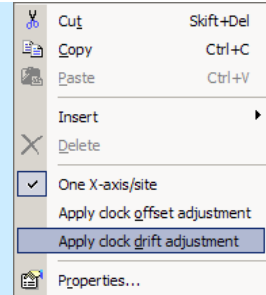 Cut Skift+Del
Copy Ctrl+C
Paste Ctrl+V
Insert
Delete
One X-axis/site
Apply clock offset adjustment
Apply clock drift adjustment
Properties...